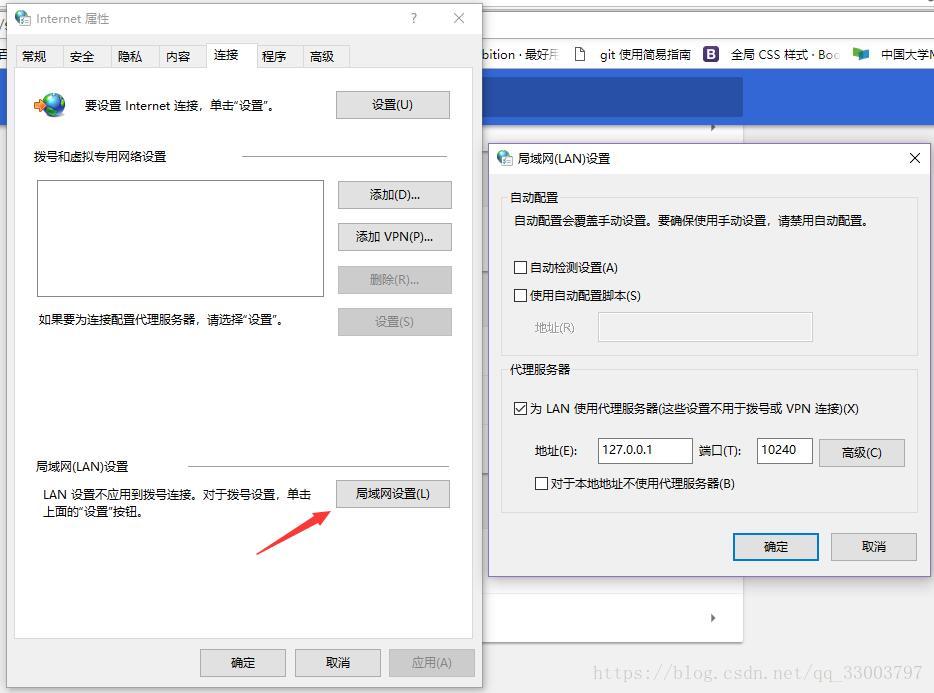 Internet 属性
?
常规 安全 隐私 内容 连接 程序 高级
bition · 最好用
git 使用简易指南
B
全局 CSS 样式 · Boo
中国大学M
要设置 Internet 连接，单击“设置”。
设置(U)
拨号和虚拟专用网络设置
添加(D)...
添加 VPN(P)...
删除(R)...
如果要为连接配置代理服务器，请选择“设置”。
设置(S)
局域网(LAN)设置
LAN 设置不应用到拨号连接。对于拨号设置，单击
上面的“设置”按钮。
局域网设置(L)
确定 取消 应用(A)
局域网(LAN)设置
自动配置
自动配置会覆盖手动设置。要确保使用手动设置，请禁用自动配置。
自动检测设置(A)
使用自动配置脚本(S)
地址(R)
代理服务器
为 LAN 使用代理服务器(这些设置不用于拨号或 VPN 连接)(X)
地址(E): 127.0.0.1 端口(T): 10240 高级(C)
对于本地地址不使用代理服务器(B)
确定 取消
https://blog.csdn.net/qq_33003797